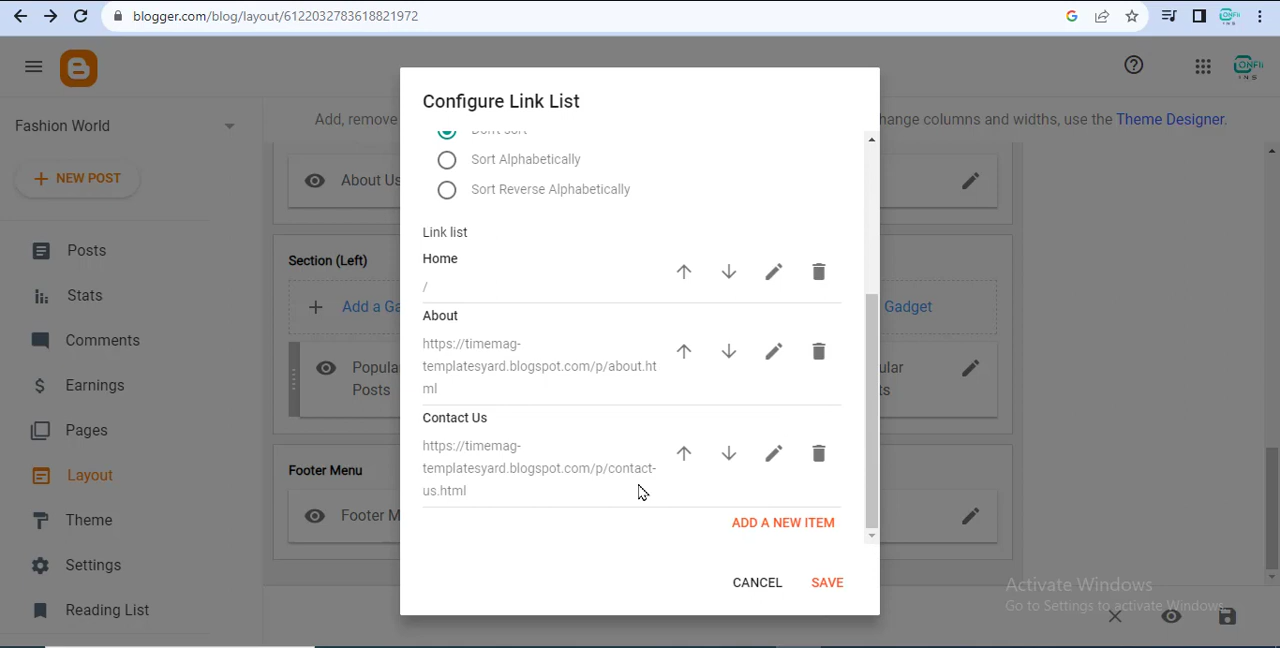 blogger.com/blog/layout/6122032783618821972
Fashion World
NEW POST
Posts
Stats
Comments
Earnings
Pages
Layout
Theme
Settings
Reading List
Add, remove
hange columns and widths, use the Theme Designer.
About Us
Section (Left)
Add a Ga
Gadget
Popula
Posts
ular
ts
Footer Menu
Footer M
Configure Link List
Don't sort
Sort Alphabetically
Sort Reverse Alphabetically
Link list
Home
/
About
https://timemag-
templatesyard.blogspot.com/p/about.ht
ml
Contact Us
https://timemag-
templatesyard.blogspot.com/p/contact-
us.html
ADD A NEW ITEM
CANCEL
SAVE
Activate Windows
Go to Settings to activate Windows.